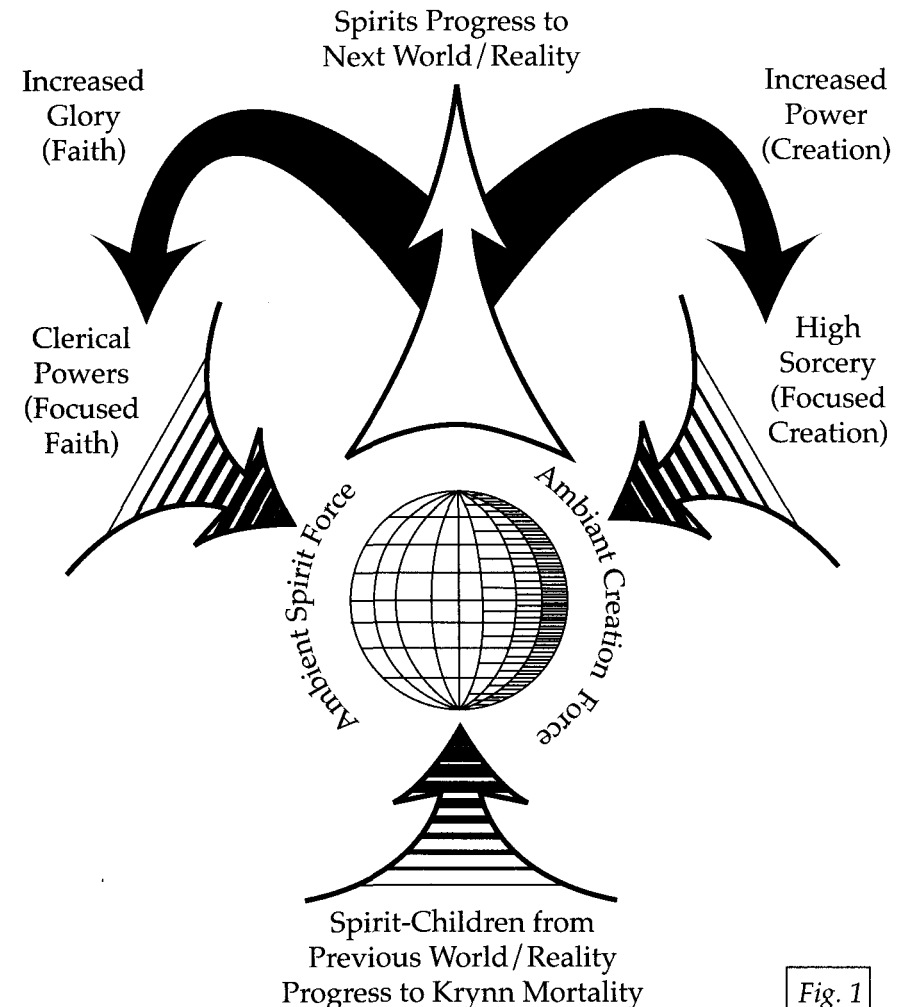 Spirits Progress to
Next World/Reality
Increased
Glory
(Faith)
Increased
Power
(Creation)
Clerical
Powers
(Focused
Faith)
High
Sorcery
(Focused
Creation)
Ambient Spirit Force
Ambiant Creation Force
Spirit-Children from
Previous World/Reality
Progress to Krynn Mortality
Fig. 1